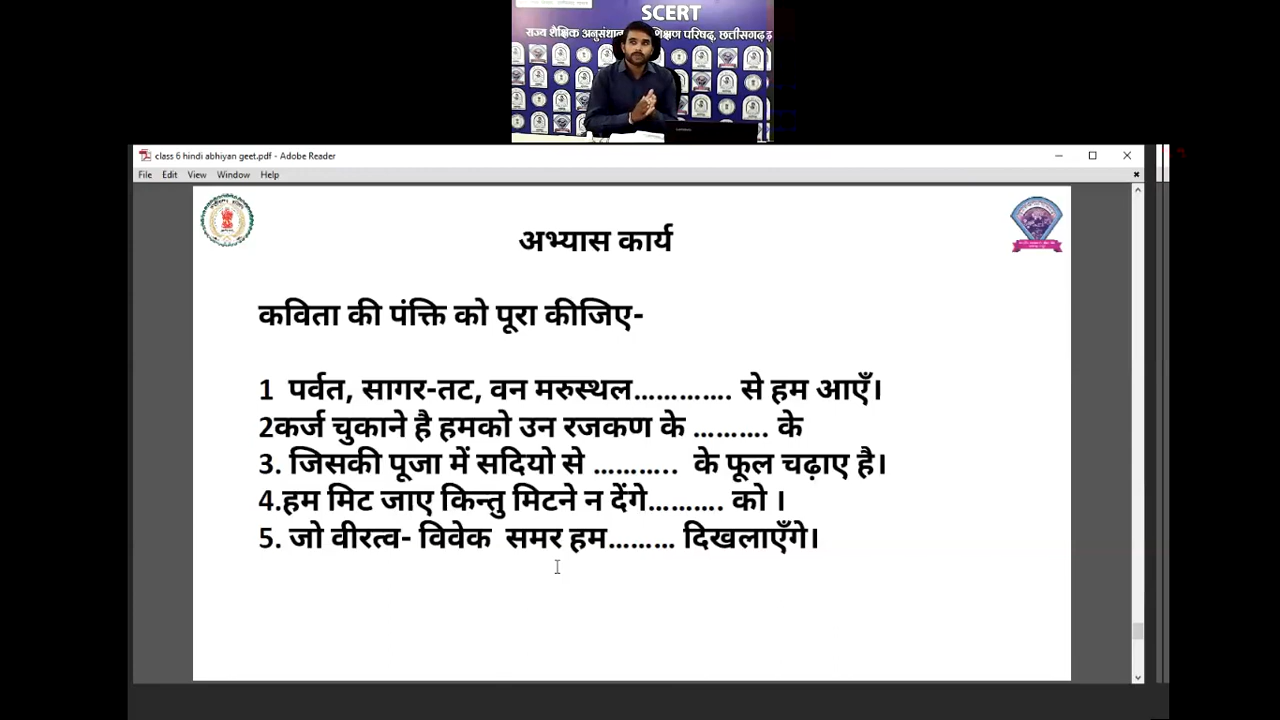 SCERT
राज्य शैक्षिक अनुसंधान शिक्षण परिषद्, छत्तीसगढ़
class 6 hindi abhiyan geet.pdf - Adobe Reader
File Edit View Window Help
अभ्यास कार्य
कविता की पंक्ति को पूरा कीजिए-
1 पर्वत, सागर-तट, वन मरुस्थल............. से हम आएँ।
2कर्ज चुकाने है हमको उन रजकण के .......... के
3. जिसकी पूजा में सदियो से ........... के फूल चढ़ाए है।
4.हम मिट जाए किन्तु मिटने न देंगे.......... को ।
5. जो वीरत्व- विवेक समर हम......... दिखलाएँगे।